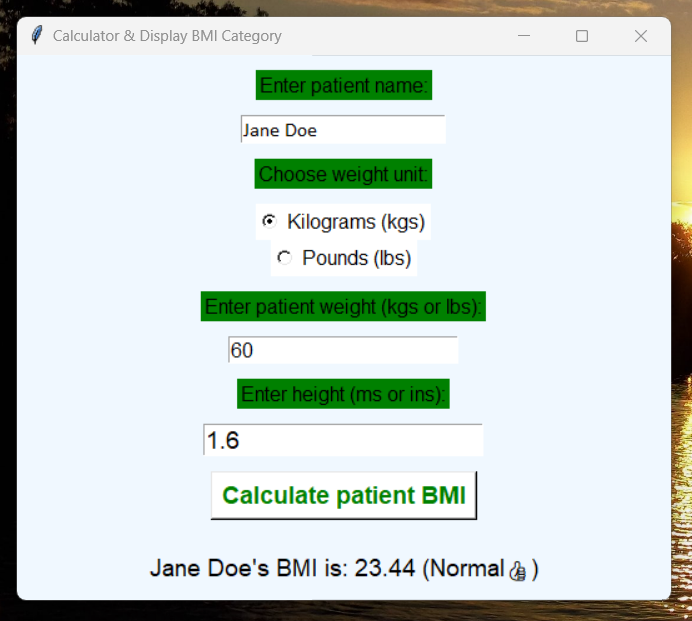 Calculator & Display BMI Category
Enter patient name:
Jane Doe
Choose weight unit:
Kilograms (kgs)
Pounds (lbs)
Enter patient weight (kgs or lbs):
60
Enter height (ms or ins):
1.6
Calculate patient BMI
Jane Doe's BMI is: 23.44 (Normal👍)